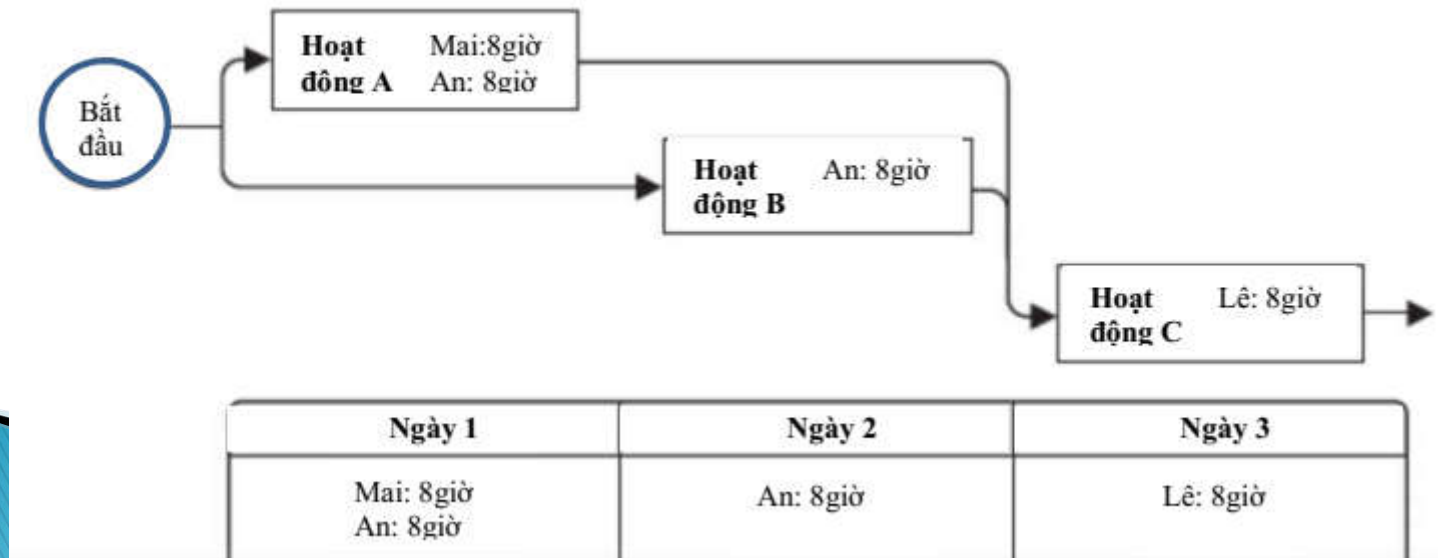 Hoạt Mai:8giờ
đông A An: 8giờ
Bắt
đầu
Hoạt An: 8giờ
động B
Hoạt Lê: 8giờ
động C
Ngày 1 Ngày 2 Ngày 3
Mai: 8giờ An: 8giờ Lê: 8giờ
An: 8giờ